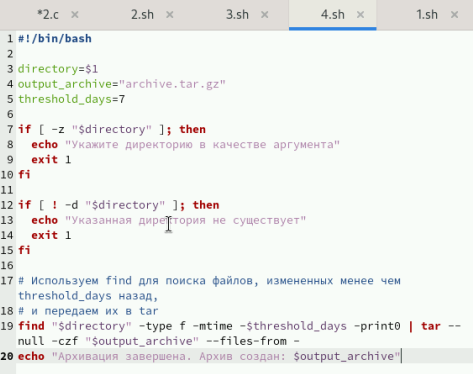 *2.c × 2.sh × 3.sh × 4.sh × 1.sh ×
1 #!/bin/bash
2
3 directory=$1
4 output_archive="archive.tar.gz"
5 threshold_days=7
6
7 if [ -z "$directory" ]; then
8 echo "Укажите директорию в качестве аргумента"
9 exit 1
10 fi
11
12 if [ ! -d "$directory" ]; then
13 echo "Указанная директория не существует"
14 exit 1
15 fi
16
17 # Используем find для поиска файлов, измененных менее чем
threshold_days назад,
18 # и передаем их в tar
19 find "$directory" -type f -mtime -$threshold_days -print0 | tar --
null -czf "$output_archive" --files-from -
20 echo "Архивация завершена. Архив создан: $output_archive"